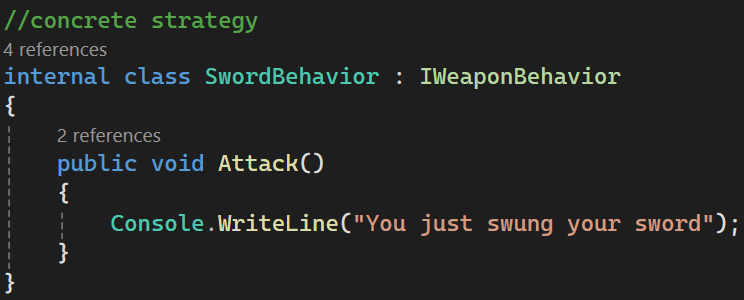 //concrete strategy
4 references
internal class SwordBehavior : IWeaponBehavior
{
2 references
public void Attack()
{
Console.WriteLine("You just swung your sword");
}
}